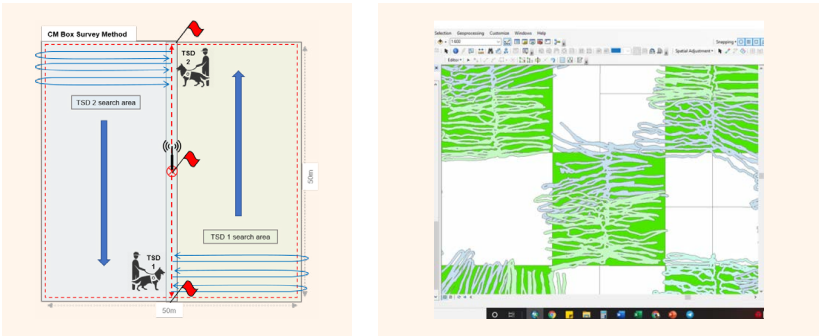 CM Box Survey Method
TSD
2
TSD 2 search area
50m
TSD 1 search area
TSD
1
50m
Selection Geoprocessing Customize Windows Help
1:800
Snapping
Spatial Adjustment
Editor